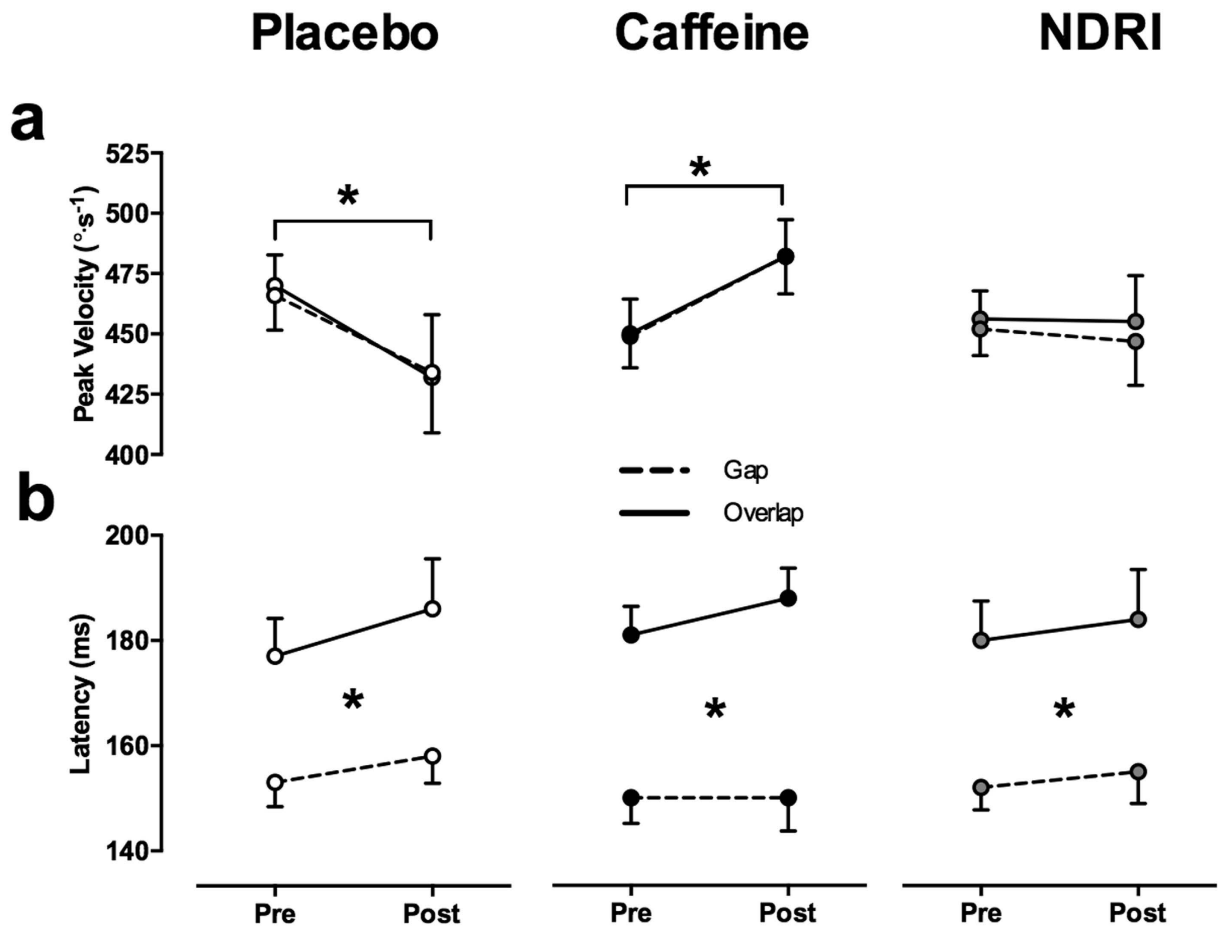 Placebo Caffeine NDRI
a
525
500
475
450
425
400
Peak Velocity (°·s-1)
* *
Gap
Overlap
b
200
180
160
140
Latency (ms)
* * *
Pre Post Pre Post Pre Post